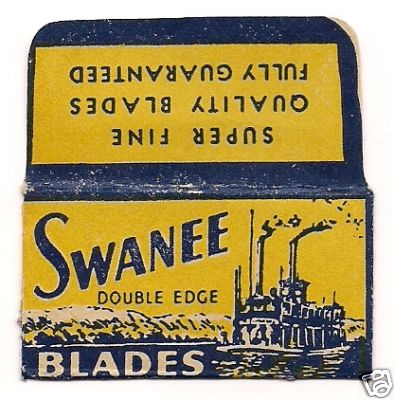 SUPER FINE
QUALITY BLADES
FULLY GUARANTEED
SWANEE
DOUBLE EDGE
BLADES